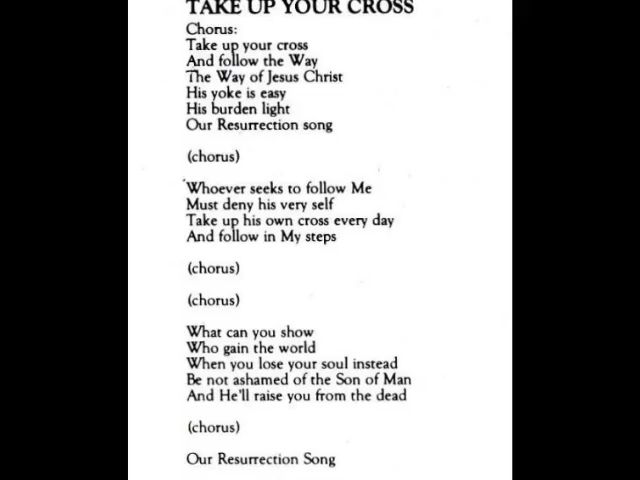 TAKE UP YOUR CROSS
Chorus:
Take up your cross
And follow the Way
The Way of Jesus Christ
His yoke is easy
His burden light
Our Resurrection song
(chorus)
Whoever seeks to follow Me
Must deny his very self
Take up his own cross every day
And follow in My steps
(chorus)
(chorus)
What can you show
Who gain the world
When you lose your soul instead
Be not ashamed of the Son of Man
And He'll raise you from the dead
(chorus)
Our Resurrection Song